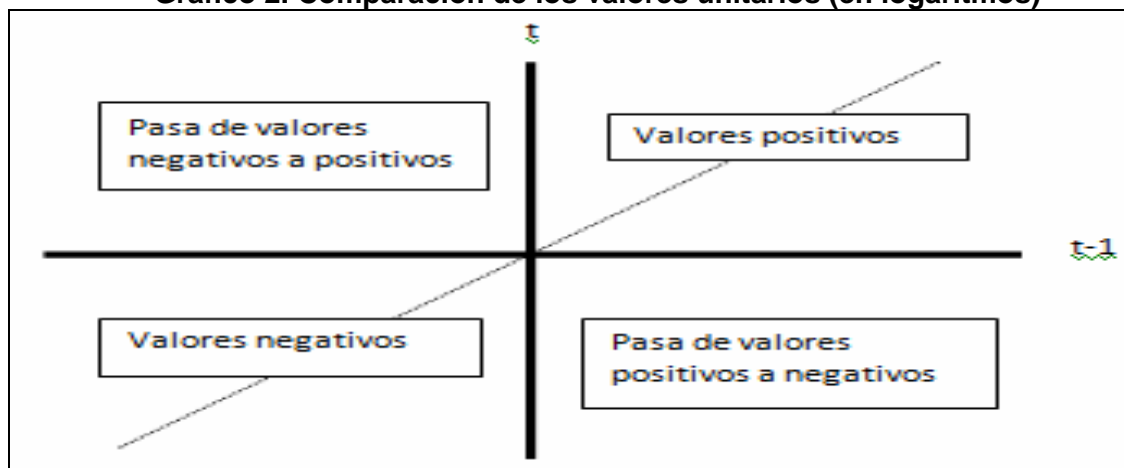 Gráfico 2. Comparación de los valores unitarios (en logaritmos)
t
Pasa de valores
negativos a positivos
Valores positivos
t-1
Valores negativos
Pasa de valores
positivos a negativos